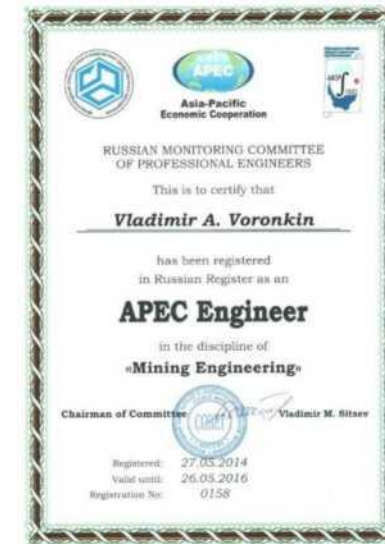 APEC
Asia-Pacific
Economic Cooperation
RUSSIAN MONITORING COMMITTEE
OF PROFESSIONAL ENGINEERS
This is to certify that
Vladimir A. Voronkin
has been registered
in Russian Register as an
APEC Engineer
in the discipline of
«Mining Engineering»
Chairman of Committee Vladimir M. Sitsev
Registered: 27.05.2014
Valid until: 26.05.2016
Registration No: 0158